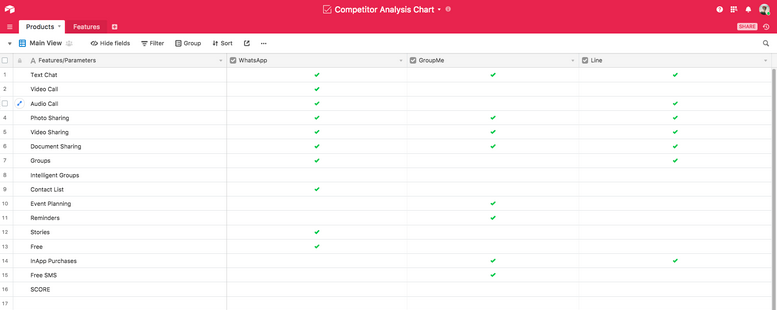 Competitor Analysis Chart
Products Features
SHARE
Main View Hide fields Filter Group Sort
A Features/Parameters WhatsApp GroupMe Line
1 Text Chat
2 Video Call
Audio Call
4 Photo Sharing
5 Video Sharing
6 Document Sharing
7 Groups
8 Intelligent Groups
9 Contact List
10 Event Planning
11 Reminders
12 Stories
13 Free
14 InApp Purchases
15 Free SMS
16 SCORE
17